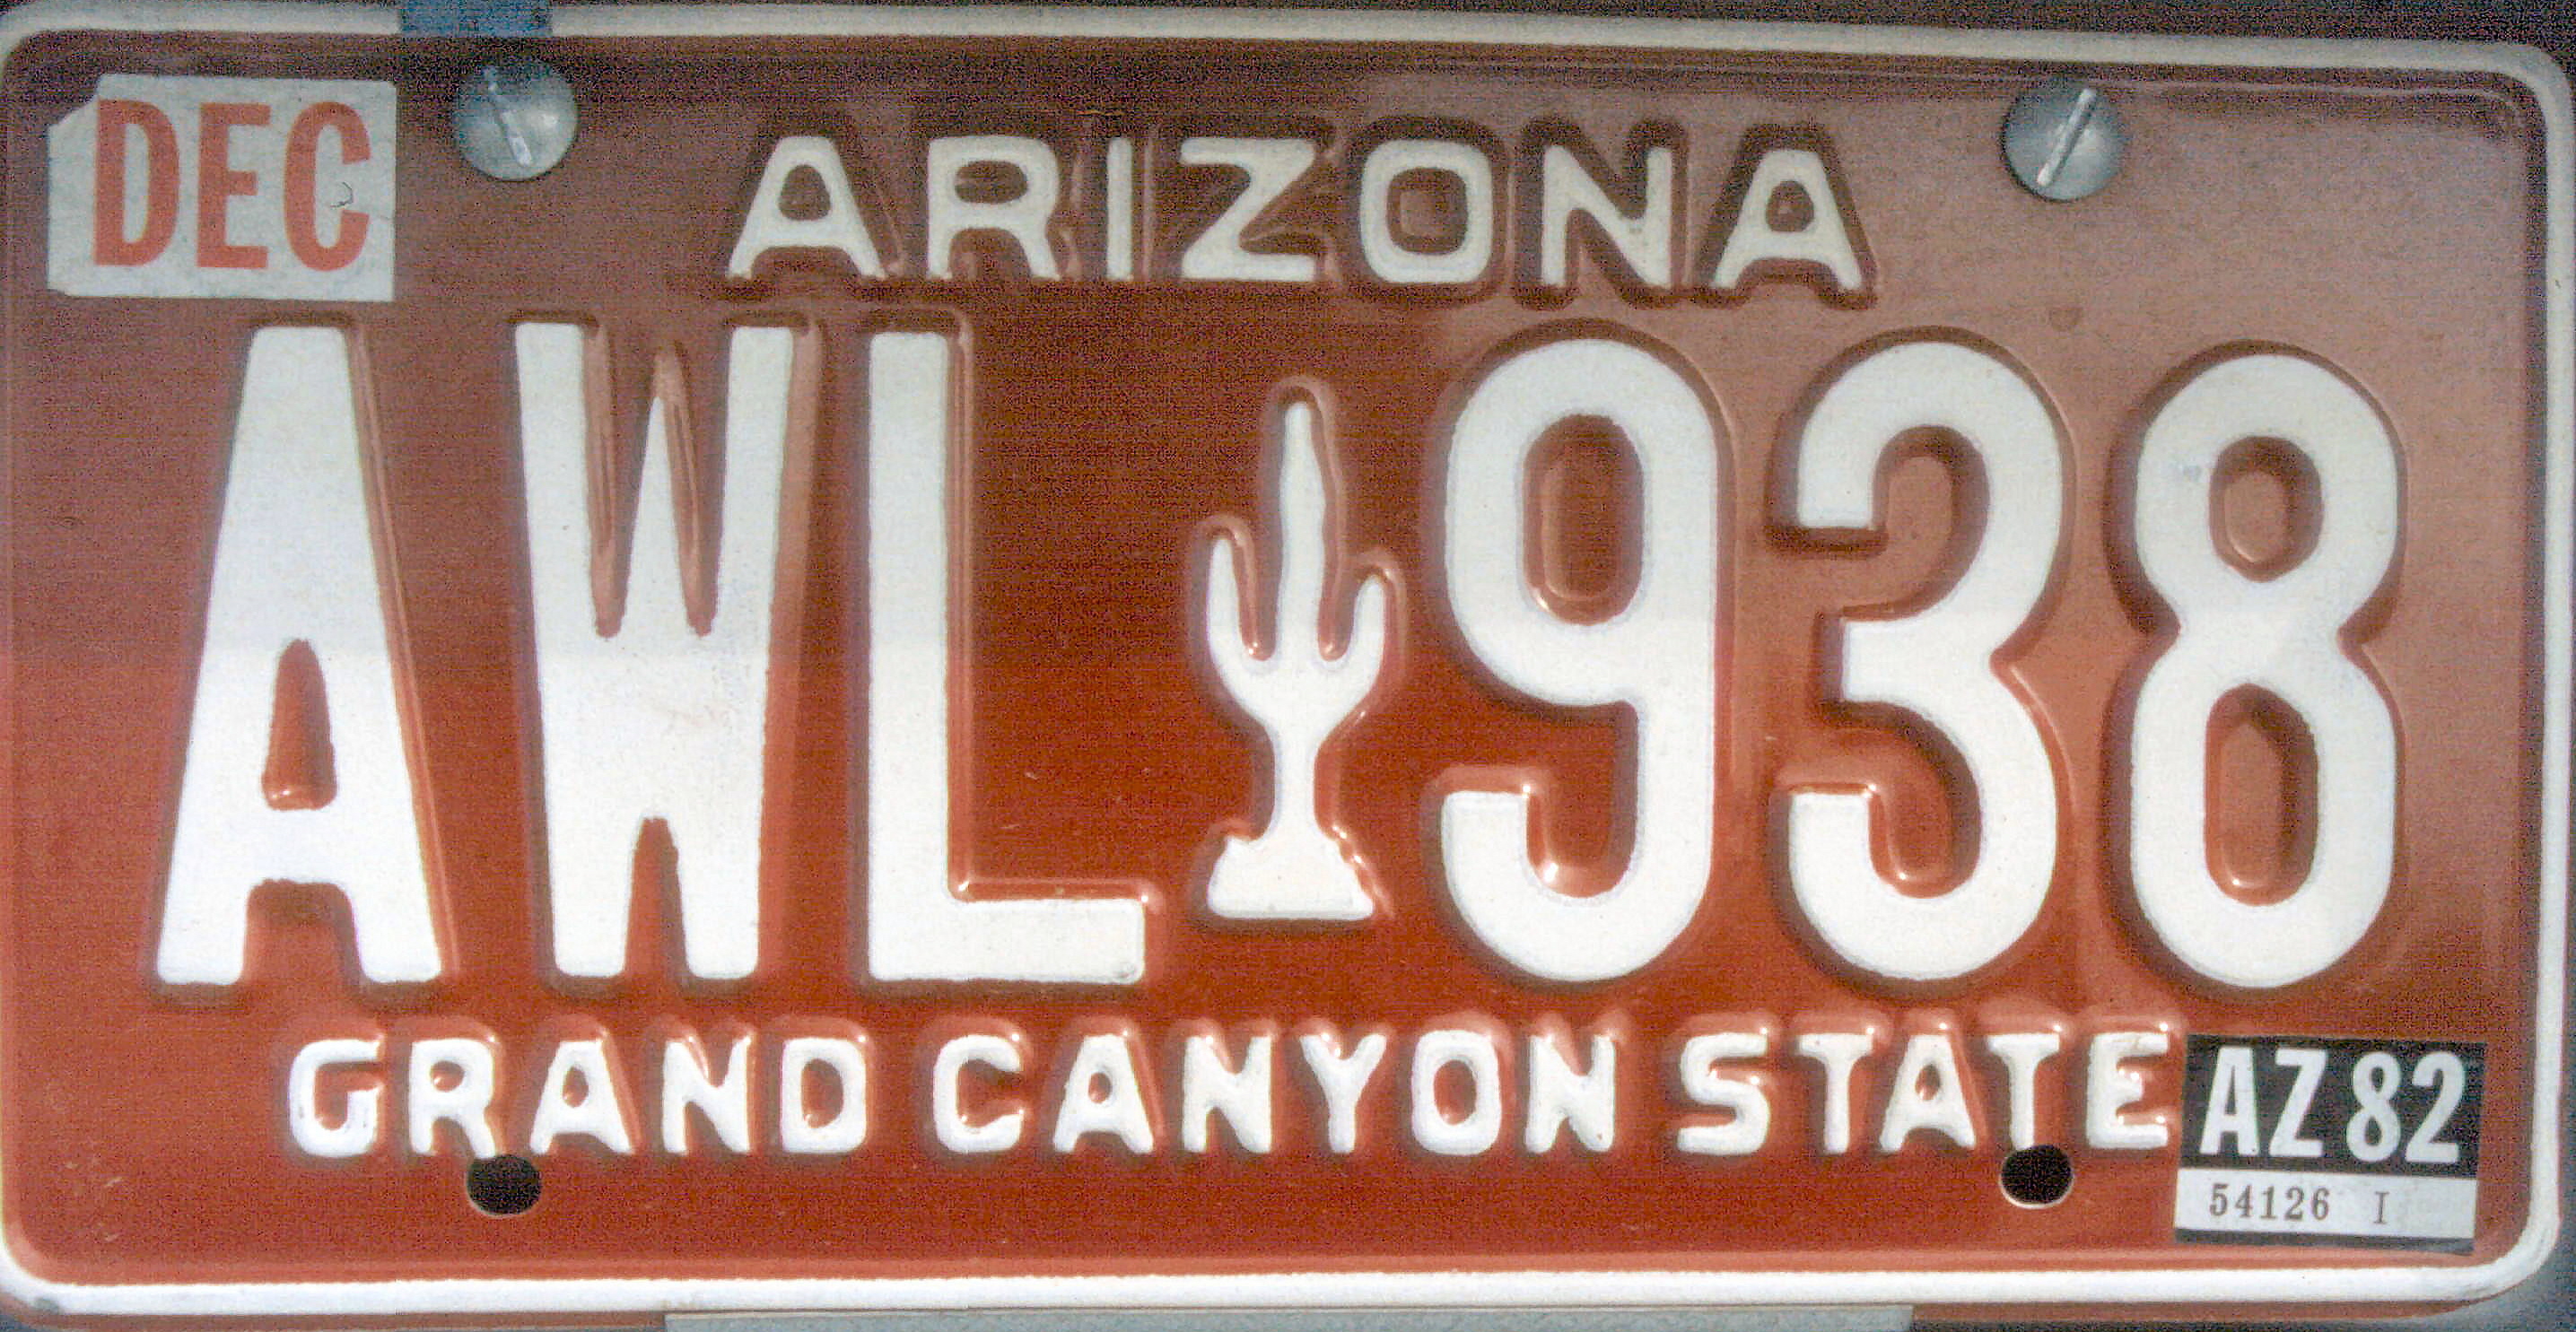 DEC
ARIZONA
AWL 938
GRAND CANYON STATE
AZ 82
54126 I